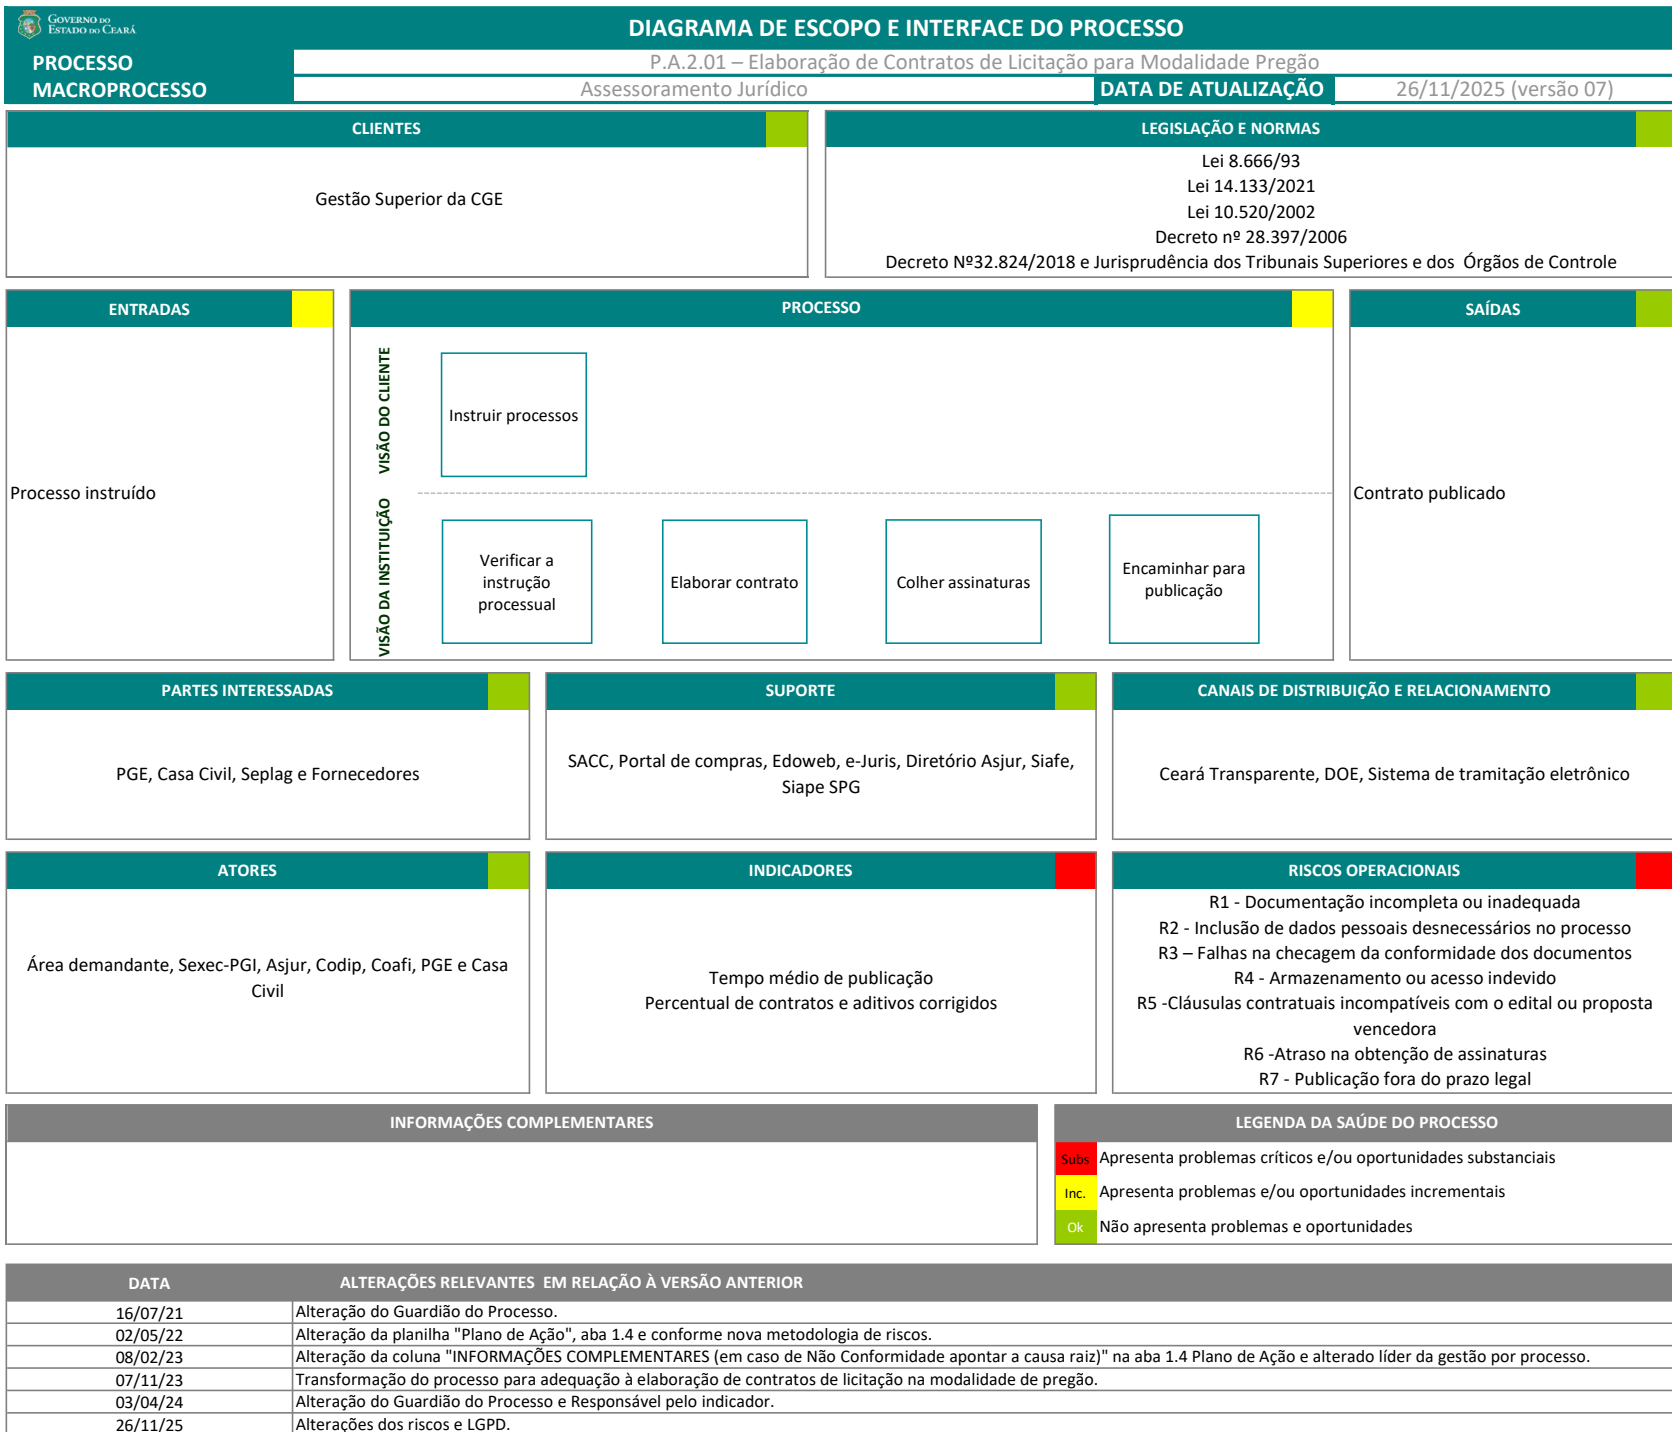 GOVERNO DO
ESTADO DO CEARÁ
DIAGRAMA DE ESCOPO E INTERFACE DO PROCESSO
PROCESSO
P.A.2.01 – Elaboração de Contratos de Licitação para Modalidade Pregão
MACROPROCESSO
Assessoramento Jurídico
DATA DE ATUALIZAÇÃO
26/11/2025 (versão 07)
CLIENTES
Gestão Superior da CGE
LEGISLAÇÃO E NORMAS
Lei 8.666/93
Lei 14.133/2021
Lei 10.520/2002
Decreto nº 28.397/2006
Decreto Nº32.824/2018 e Jurisprudência dos Tribunais Superiores e dos  Órgãos de Controle
ENTRADAS
Processo instruído
PROCESSO
VISÃO DO CLIENTE
Instruir processos
VISÃO DA INSTITUIÇÃO
Verificar a
instrução
processual
Elaborar contrato
Colher assinaturas
Encaminhar para
publicação
SAÍDAS
Contrato publicado
PARTES INTERESSADAS
PGE, Casa Civil, Seplag e Fornecedores
SUPORTE
SACC, Portal de compras, Edoweb, e-Juris, Diretório Asjur, Siafe,
Siape SPG
CANAIS DE DISTRIBUIÇÃO E RELACIONAMENTO
Ceará Transparente, DOE, Sistema de tramitação eletrônico
ATORES
Área demandante, Sexec-PGI, Asjur, Codip, Coafi, PGE e Casa
Civil
INDICADORES
Tempo médio de publicação
Percentual de contratos e aditivos corrigidos
RISCOS OPERACIONAIS
R1 - Documentação incompleta ou inadequada
R2 - Inclusão de dados pessoais desnecessários no processo
R3 – Falhas na checagem da conformidade dos documentos
R4 - Armazenamento ou acesso indevido
R5 -Cláusulas contratuais incompatíveis com o edital ou proposta
vencedora
R6 -Atraso na obtenção de assinaturas
R7 - Publicação fora do prazo legal
INFORMAÇÕES COMPLEMENTARES
LEGENDA DA SAÚDE DO PROCESSO
Subs Apresenta problemas críticos e/ou oportunidades substanciais
Inc. Apresenta problemas e/ou oportunidades incrementais
Ok Não apresenta problemas e oportunidades
DATA ALTERAÇÕES RELEVANTES  EM RELAÇÃO À VERSÃO ANTERIOR
16/07/21 Alteração do Guardião do Processo.
02/05/22 Alteração da planilha "Plano de Ação", aba 1.4 e conforme nova metodologia de riscos.
08/02/23 Alteração da coluna "INFORMAÇÕES COMPLEMENTARES (em caso de Não Conformidade apontar a causa raiz)" na aba 1.4 Plano de Ação e alterado líder da gestão por processo.
07/11/23 Transformação do processo para adequação à elaboração de contratos de licitação na modalidade de pregão.
03/04/24 Alteração do Guardião do Processo e Responsável pelo indicador.
26/11/25 Alterações dos riscos e LGPD.